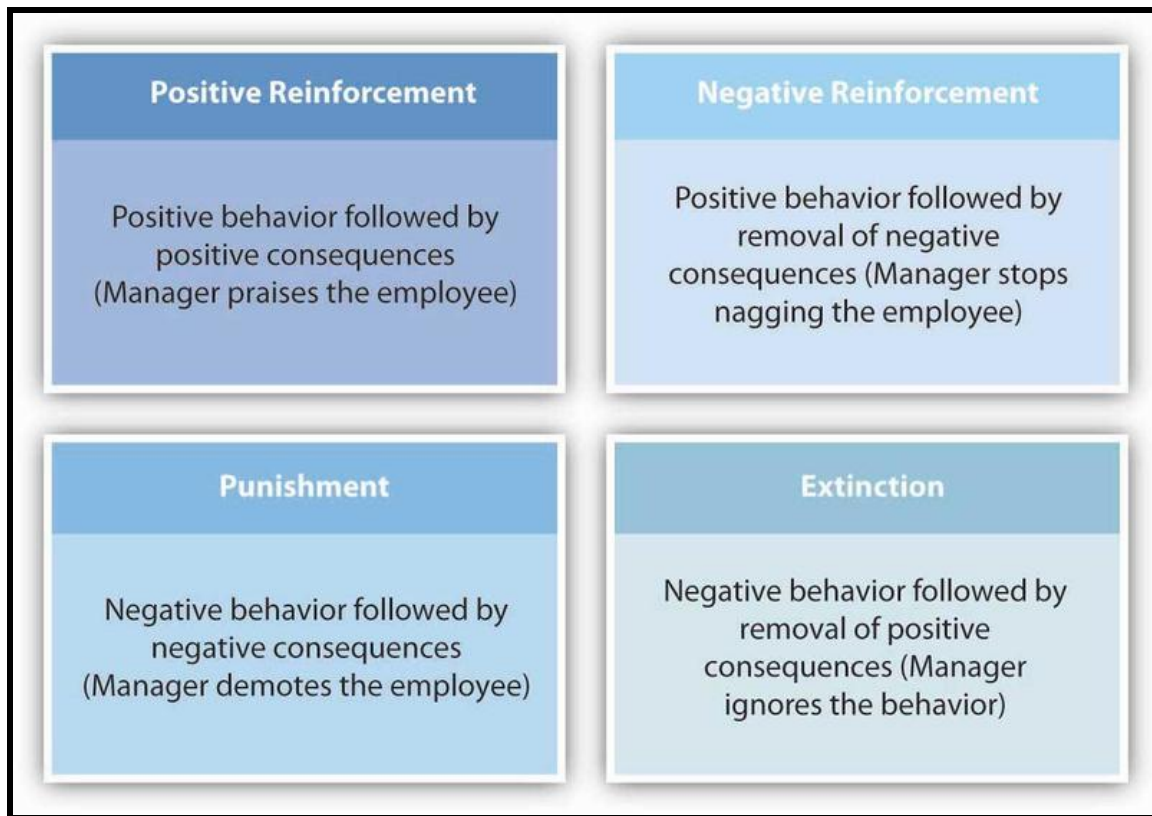 Positive Reinforcement
Positive behavior followed by
positive consequences
(Manager praises the employee)
Negative Reinforcement
Positive behavior followed by
removal of negative
consequences (Manager stops
nagging the employee)
Punishment
Negative behavior followed by
negative consequences
(Manager demotes the employee)
Extinction
Negative behavior followed by
removal of positive
consequences (Manager
ignores the behavior)